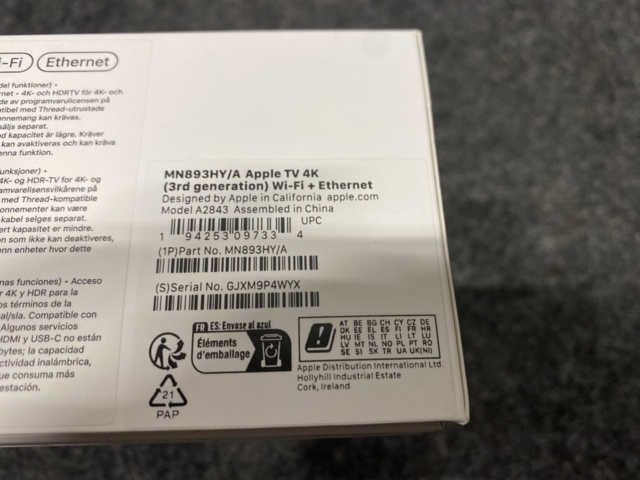 -Fi Ethernet
del funktioner) •
rnet • 4K- och HDRTV för 4K- och
de av programvarulicensen på
atibel med Thread-utrustade
onnemang kan krävas.
säljs separat.
d kapacitet är lägre. Kräver
kan avaktiveras och kan kräva
enna funktion.
unksjoner) •
4K- og HDR-TV for 4K- og
amvarelisensvilkårene på
el med Thread-kompatible
onnementer kan være
-kabel selges separat.
ert kapasitet er mindre.
on som ikke kan deaktiveres,
enn enheter hvor dette
nas funciones) • Acceso
r 4K y HDR para la
os términos de la
al/sla. Compatible con
Algunos servicios
HDMI y USB-C no están
bytes; la capacidad
ctividad inalámbrica,
ue consuma más
estación.
MN893HY/A Apple TV 4K
(3rd generation) Wi-Fi + Ethernet
Designed by Apple in California apple.com
Model A2843 Assembled in China
UPC
1 94253 09733 4
(1P)Part No. MN893HY/A
(S)Serial No. GJXM9P4WYX
FR ES: Envase al azul
Éléments
d'emballage
AT BE BG CH CY CZ DE
DK EE EL ES FI FR HR
HU IE IS IT LI LT LU
LV MT NL NO PL PT RO
SE SI SK TR UA UK(NI)
Apple Distribution International Ltd.
Hollyhill Industrial Estate
Cork, Ireland
21
PAP